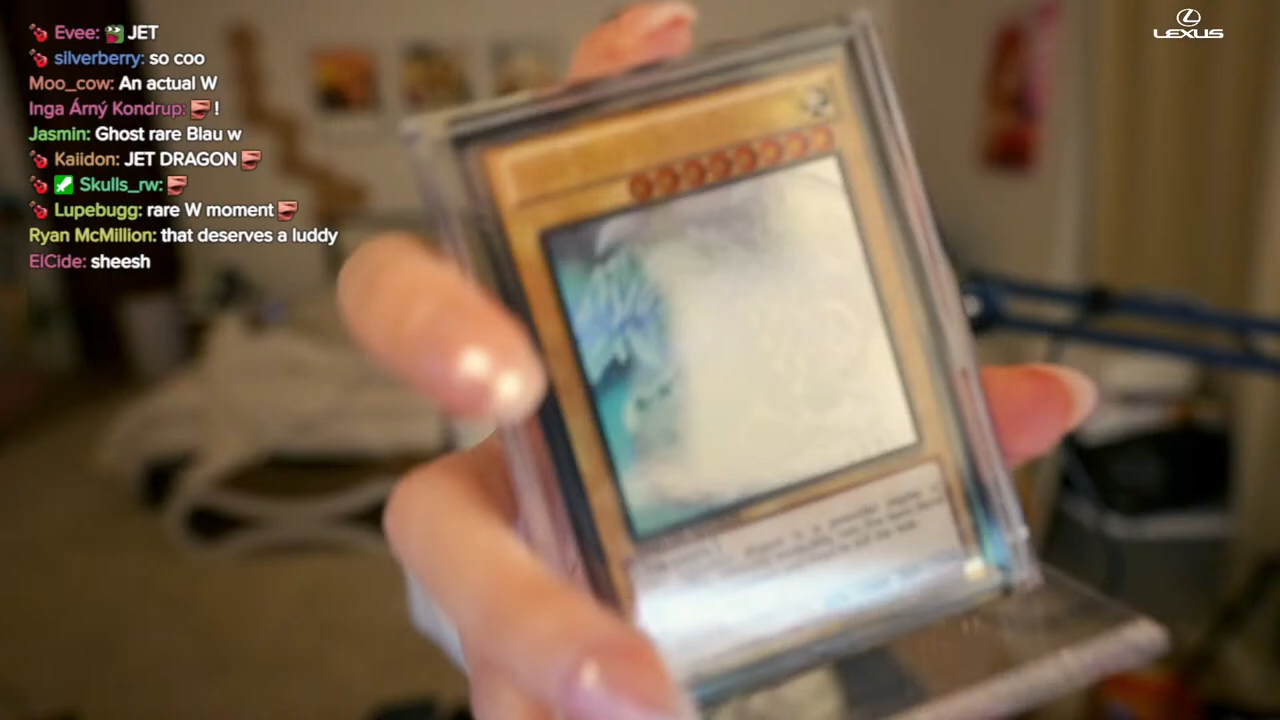 Evee: JET
silverberry: so coo
Moo_cow: An actual W
Inga Árný Kondrup: !
Jasmin: Ghost rare Blau w
Kaiidon: JET DRAGON
Skulls_rw:
Lupebugg: rare W moment
Ryan McMillion: that deserves a luddy
ElCide: sheesh
LEXUS